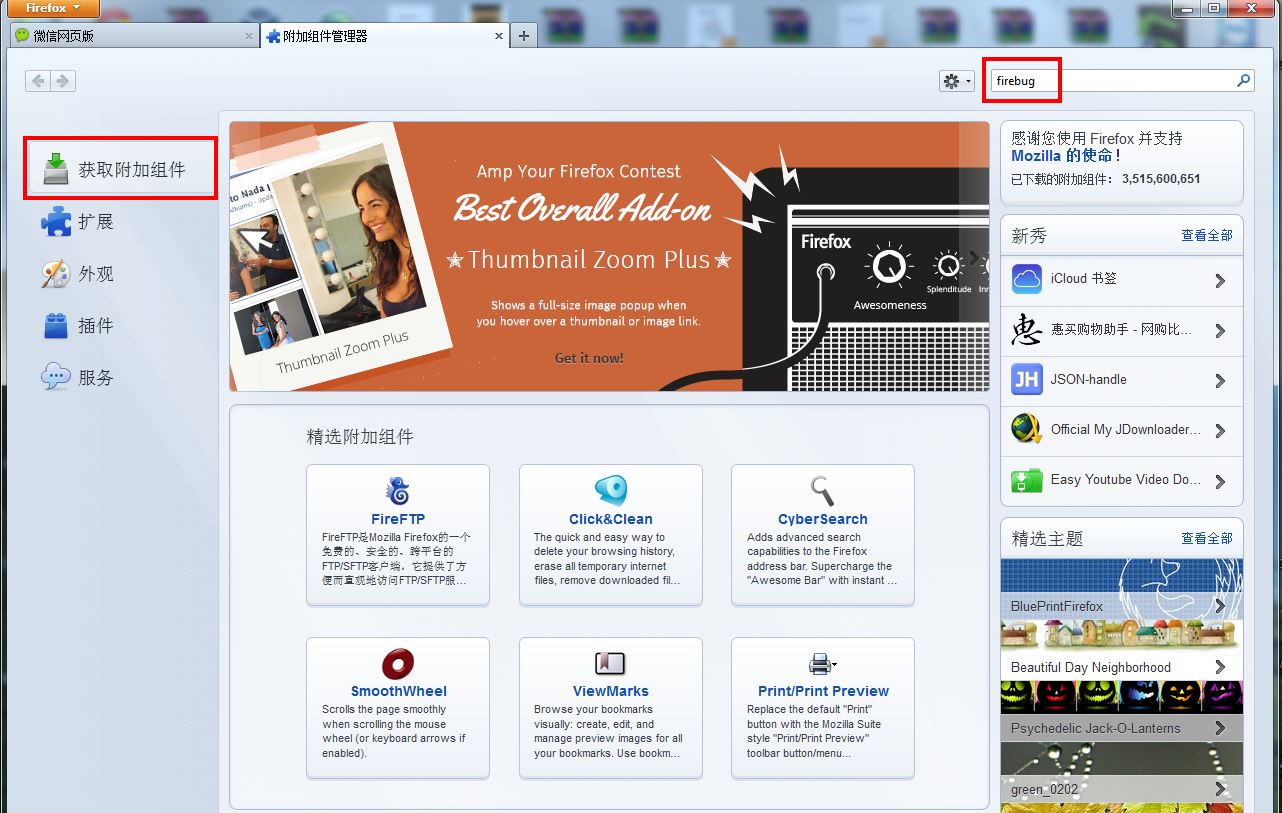 Firefox
微信网页版
附加组件管理器
firebug
获取附加组件
扩展
外观
插件
服务
Amp Your Firefox Contest
Best Overall Add-on
Thumbnail Zoom Plus
Shows a full-size image popup when
you hover over a thumbnail or image link.
Get it now!
Thumbnail Zoom Plus
to Nada
Firefox
Awesomeness
Splenditude
感谢您使用 Firefox 并支持
Mozilla 的使命！
已下载的附加组件： 3,515,600,651
新秀 查看全部
iCloud 书签
惠 惠买购物助手 - 网购比...
JH JSON-handle
Official My JDownloader...
Easy Youtube Video Do...
精选主题 查看全部
BluePrintFirefox
Beautiful Day Neighborhood
Psychedelic Jack-O-Lanterns
green_0202
精选附加组件
FireFTP
FireFTP是Mozilla Firefox的一个
免费的、安全的、跨平台的
FTP/SFTP客户端，它提供了方
便而直观地访问FTP/SFTP服...
Click&Clean
The quick and easy way to
delete your browsing history,
erase all temporary internet
files, remove downloaded fil...
CyberSearch
Adds advanced search
capabilities to the Firefox
address bar. Supercharge the
"Awesome Bar" with instant ...
SmoothWheel
Scrolls the page smoothly
when scrolling the mouse
wheel (or keyboard arrows if
enabled).
ViewMarks
Browse your bookmarks
visually: create, edit, and
manage preview images for all
your bookmarks. Use bookm...
Print/Print Preview
Replace the default "Print"
button with the Mozilla Suite
style "Print/Print Preview"
toolbar button/menu...